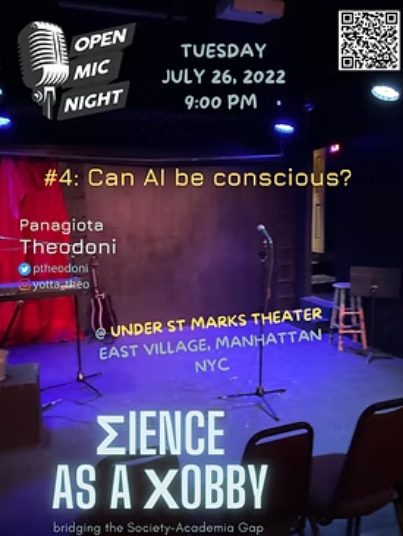 OPEN
MIC
NIGHT
TUESDAY
JULY 26, 2022
9:00 PM
#4: Can AI be conscious?
Panagiota
Theodoni
ptheodoni
yotta_theo
@ UNDER ST MARKS THEATER
EAST VILLAGE, MANHATTAN
NYC
ΣIENCE
AS A XOBBY
bridging the Society-Academia Gap